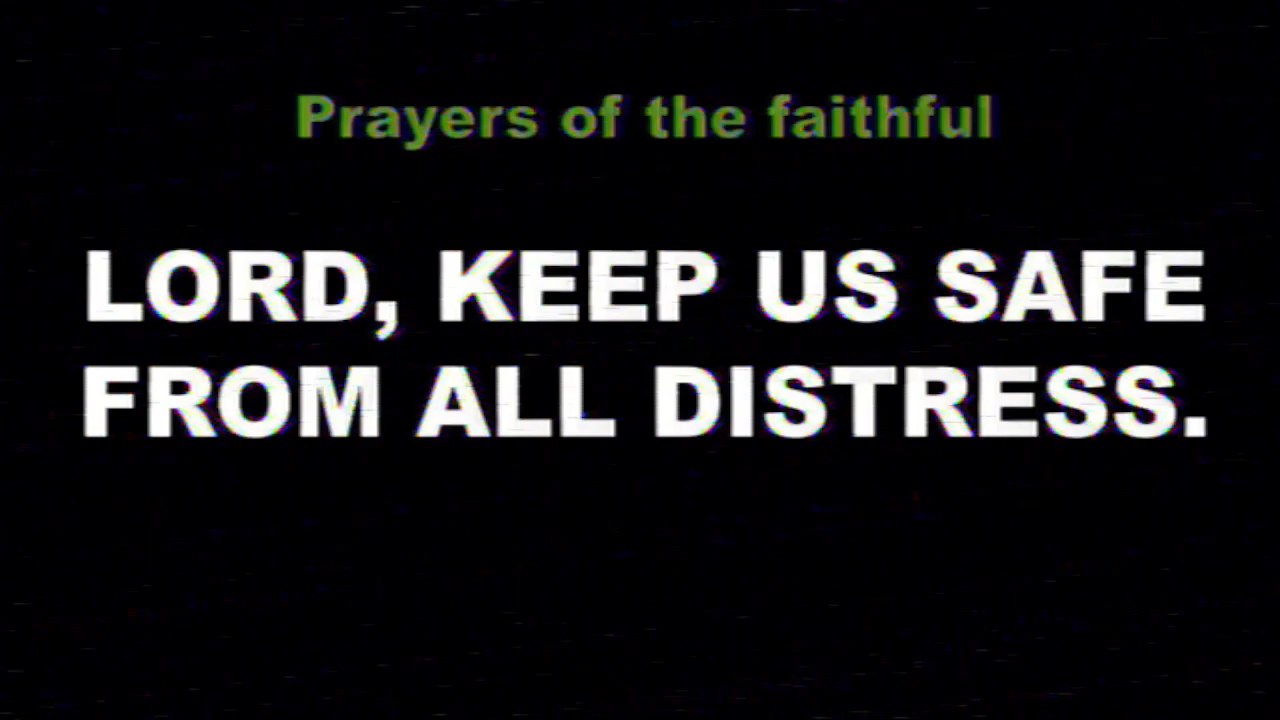 Prayers of the faithful
LORD, KEEP US SAFE
FROM ALL DISTRESS.